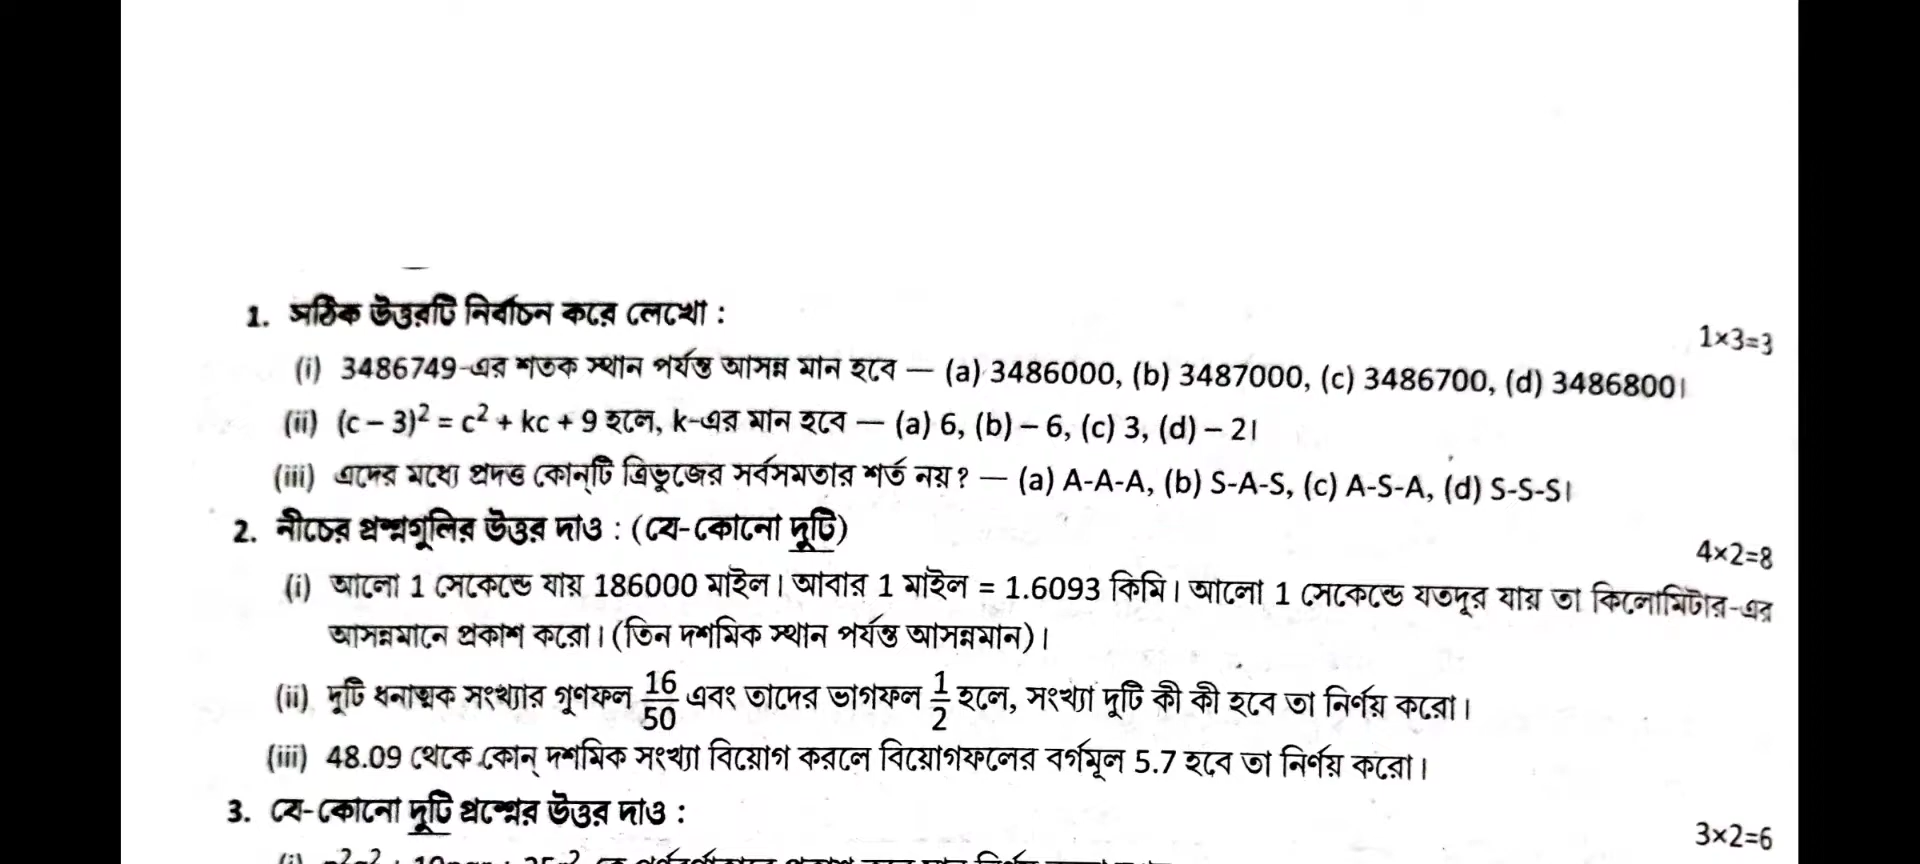 1. সঠিক উত্তরটি নির্বাচন করে লেখো :
1×3=3
(i) 3486749-এর শতক স্থান পর্যন্ত আসন্ন মান হবে — (a) 3486000, (b) 3487000, (c) 3486700, (d) 3486800।
(ii) (c – 3)² = c² + kc + 9 হলে, k-এর মান হবে — (a) 6, (b) – 6, (c) 3, (d) – 2।
(iii) এদের মধ্যে প্রদত্ত কোন্‌টি ত্রিভুজের সর্বসমতার শর্ত নয়? — (a) A-A-A, (b) S-A-S, (c) A-S-A, (d) S-S-S।
2. নীচের প্রশ্নগুলির উত্তর দাও : (যে-কোনো দুটি)
4×2=8
(i) আলো 1 সেকেন্ডে যায় 186000 মাইল। আবার 1 মাইল = 1.6093 কিমি। আলো 1 সেকেন্ডে যতদূর যায় তা কিলোমিটার-এর
আসন্নমানে প্রকাশ করো। (তিন দশমিক স্থান পর্যন্ত আসন্নমান)।
(ii) দুটি ধনাত্মক সংখ্যার গুণফল 16/50 এবং তাদের ভাগফল 1/2 হলে, সংখ্যা দুটি কী কী হবে তা নির্ণয় করো।
(iii) 48.09 থেকে কোন্ দশমিক সংখ্যা বিয়োগ করলে বিয়োগফলের বর্গমূল 5.7 হবে তা নির্ণয় করো।
3. যে-কোনো দুটি প্রশ্নের উত্তর দাও :
3×2=6